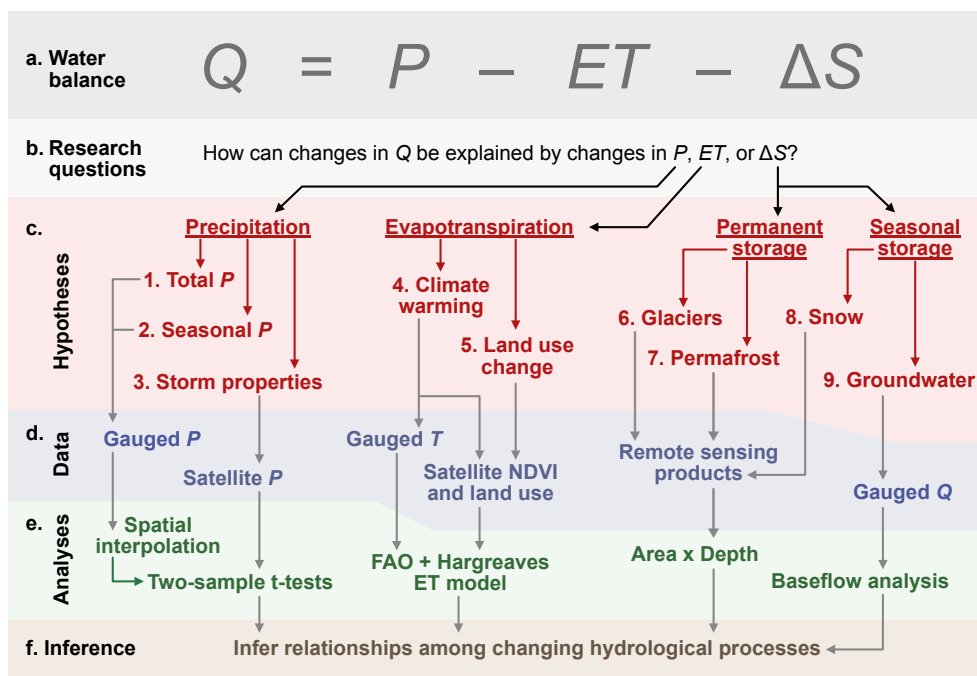 a. Water
balance
Q = P – ET – ΔS
b. Research
questions
How can changes in Q be explained by changes in P, ET, or ΔS?
c.
Hypotheses
Precipitation
Evapotranspiration
Permanent
storage
Seasonal
storage
1. Total P
2. Seasonal P
3. Storm properties
4. Climate
warming
5. Land use
change
6. Glaciers
7. Permafrost
8. Snow
9. Groundwater
d.
Data
Gauged P
Satellite P
Gauged T
Satellite NDVI
and land use
Remote sensing
products
Gauged Q
e.
Analyses
Spatial
interpolation
Two-sample t-tests
FAO + Hargreaves
ET model
Area x Depth
Baseflow analysis
f. Inference
Infer relationships among changing hydrological processes